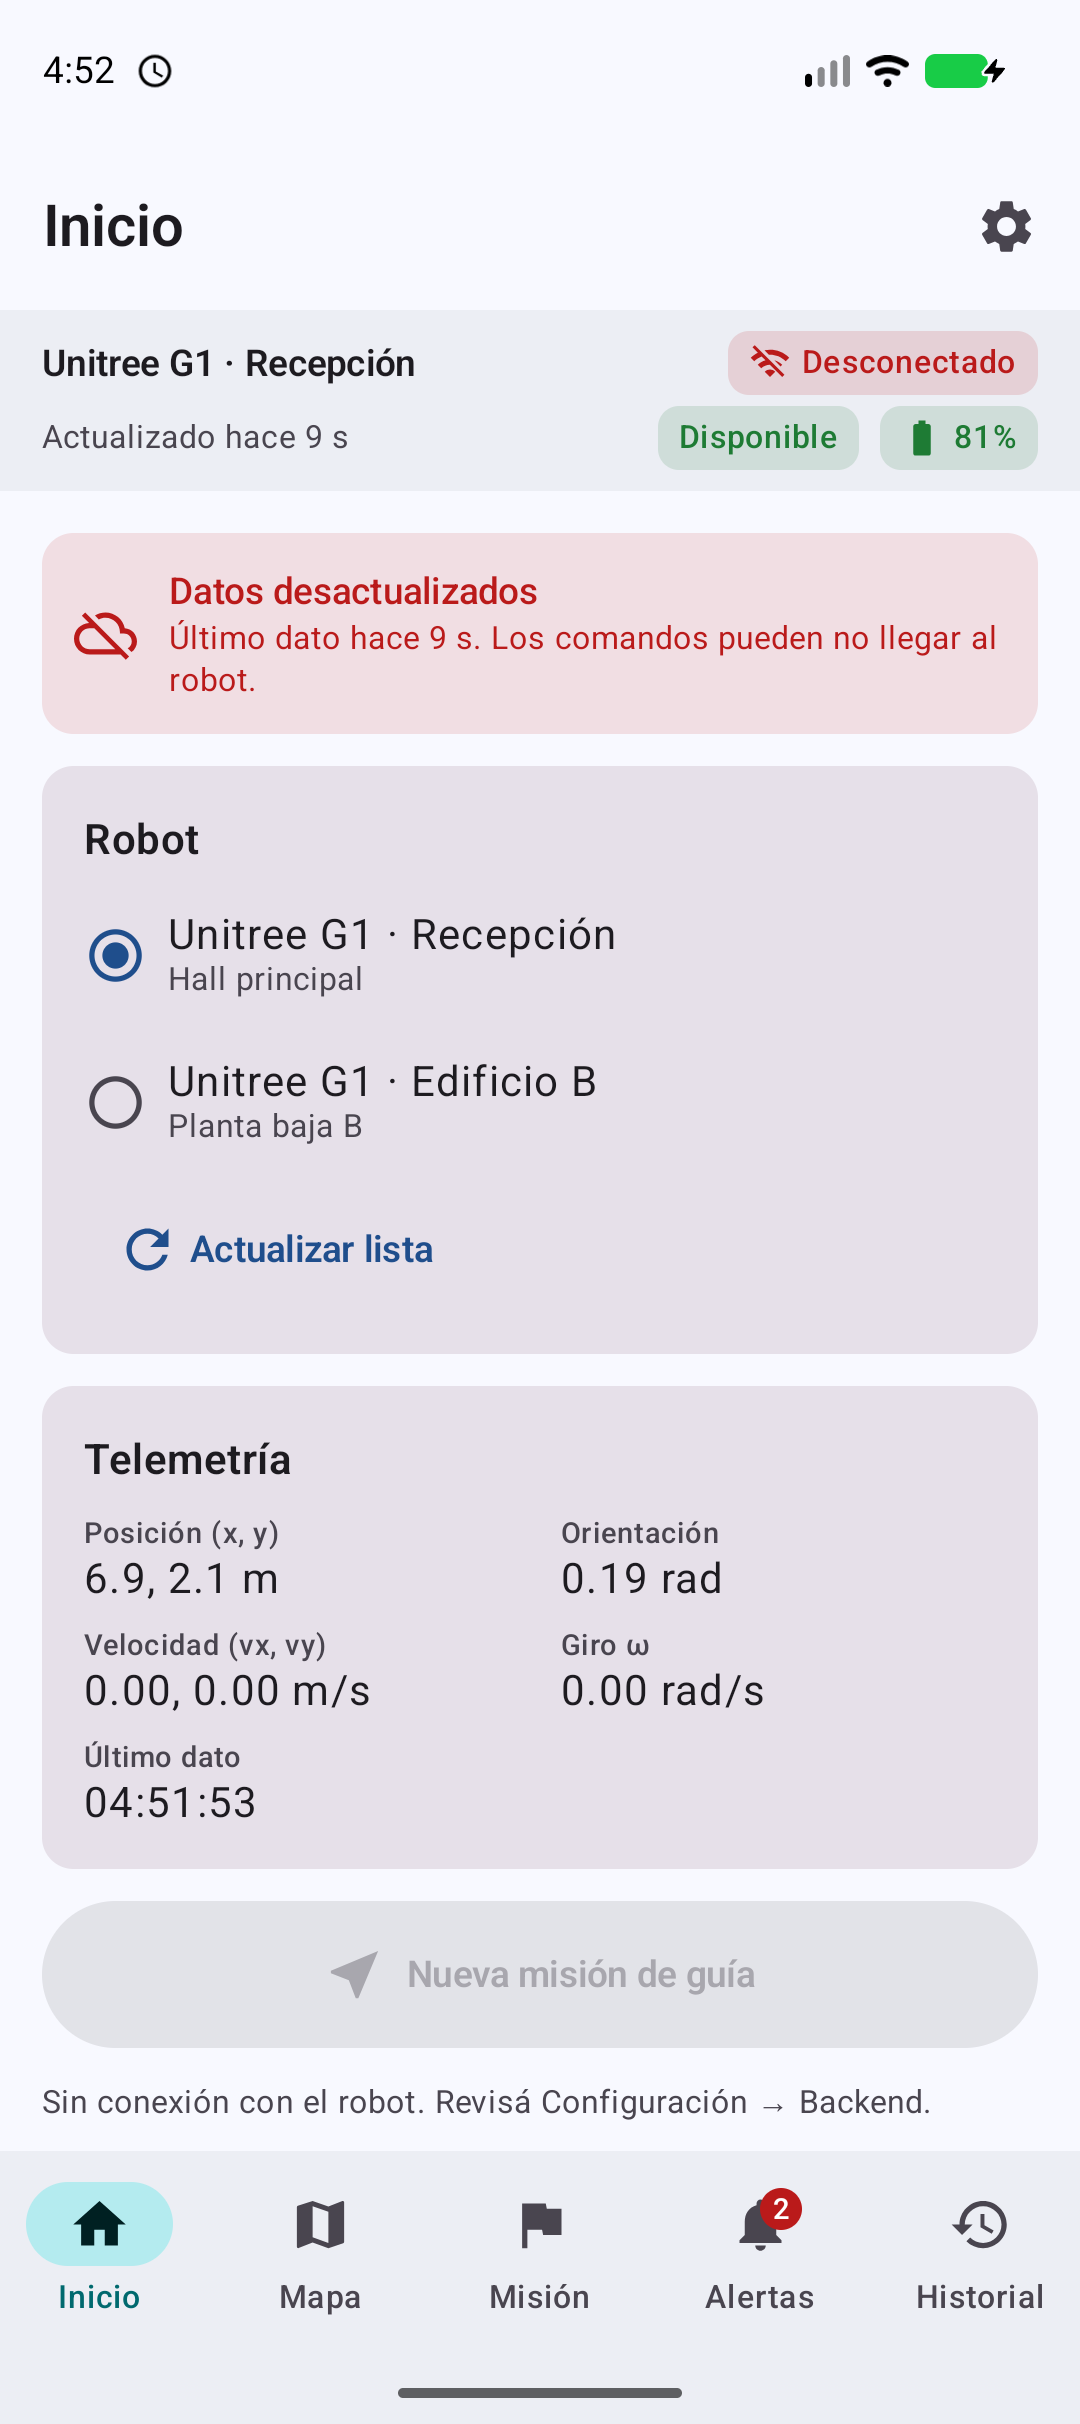 4:52
Inicio
Unitree G1 · Recepción
Desconectado
Actualizado hace 9 s
Disponible
81%
Datos desactualizados
Último dato hace 9 s. Los comandos pueden no llegar al
robot.
Robot
Unitree G1 · Recepción
Hall principal
Unitree G1 · Edificio B
Planta baja B
Actualizar lista
Telemetría
Posición (x, y)
Orientación
6.9, 2.1 m
0.19 rad
Velocidad (vx, vy)
Giro ω
0.00, 0.00 m/s
0.00 rad/s
Último dato
04:51:53
Nueva misión de guía
Sin conexión con el robot. Revisá Configuración → Backend.
2
Inicio
Mapa
Misión
Alertas
Historial